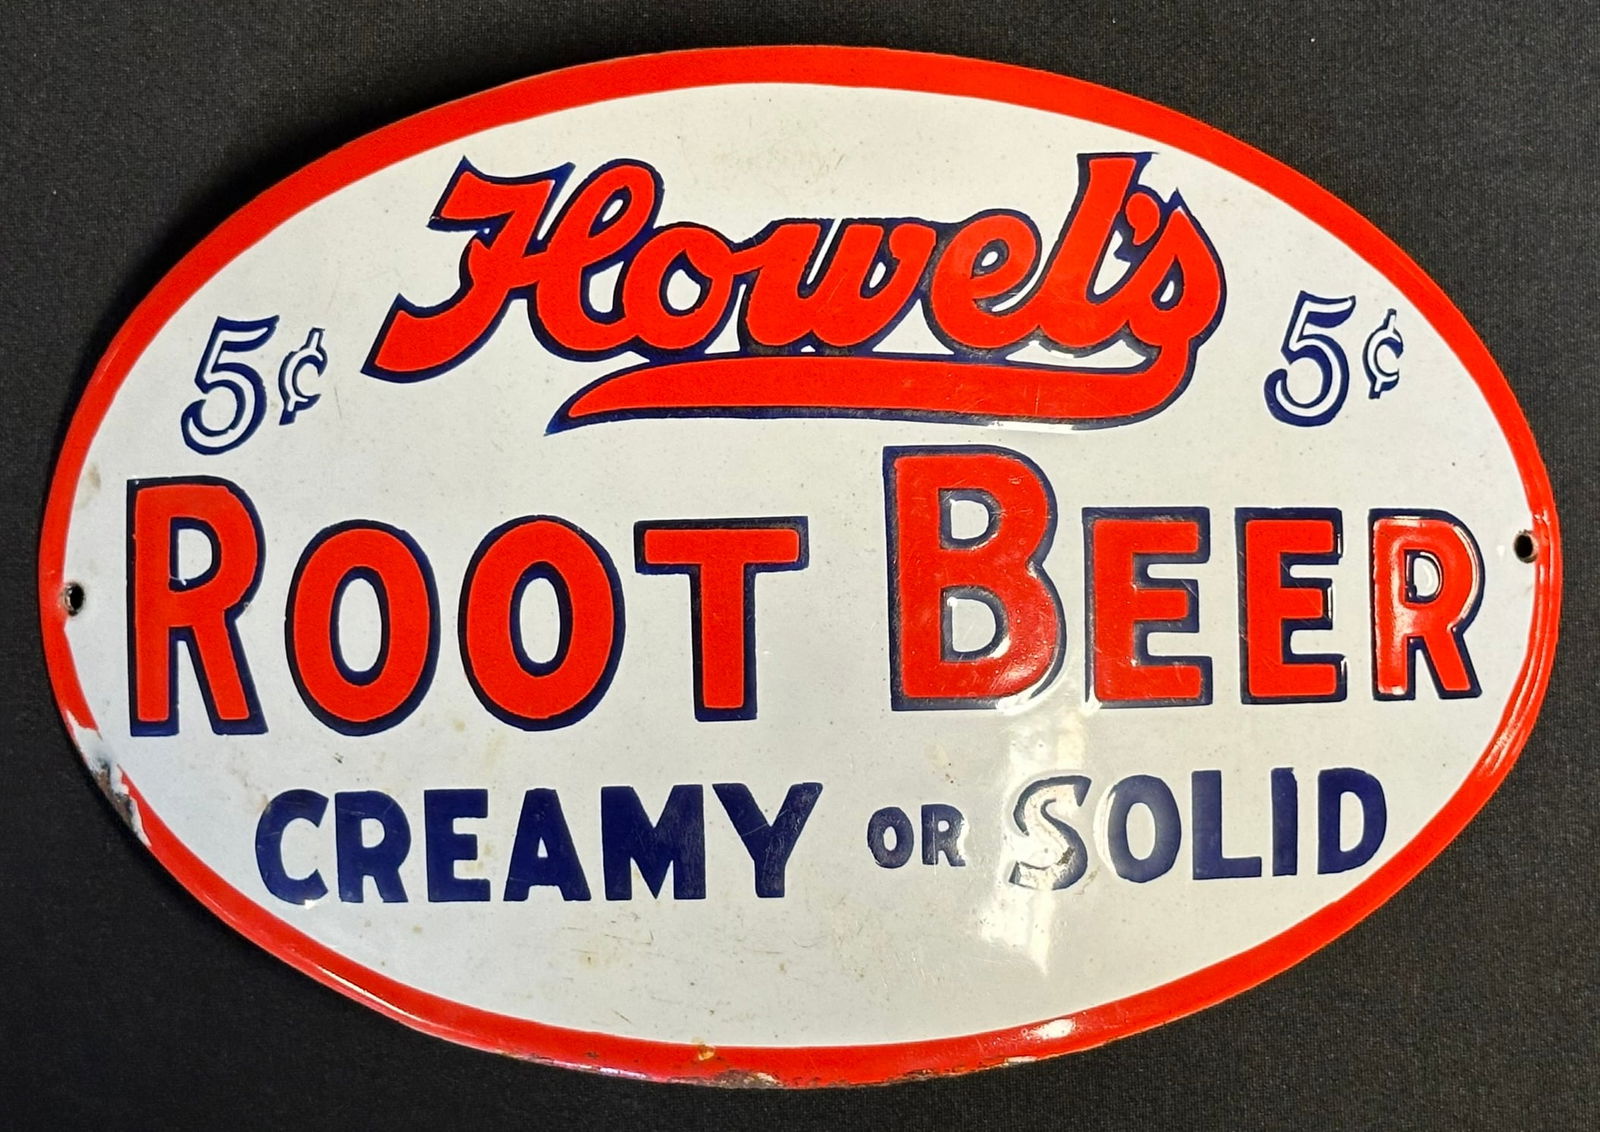 Howel's
5¢ 5¢
ROOT BEER
CREAMY OR SOLID